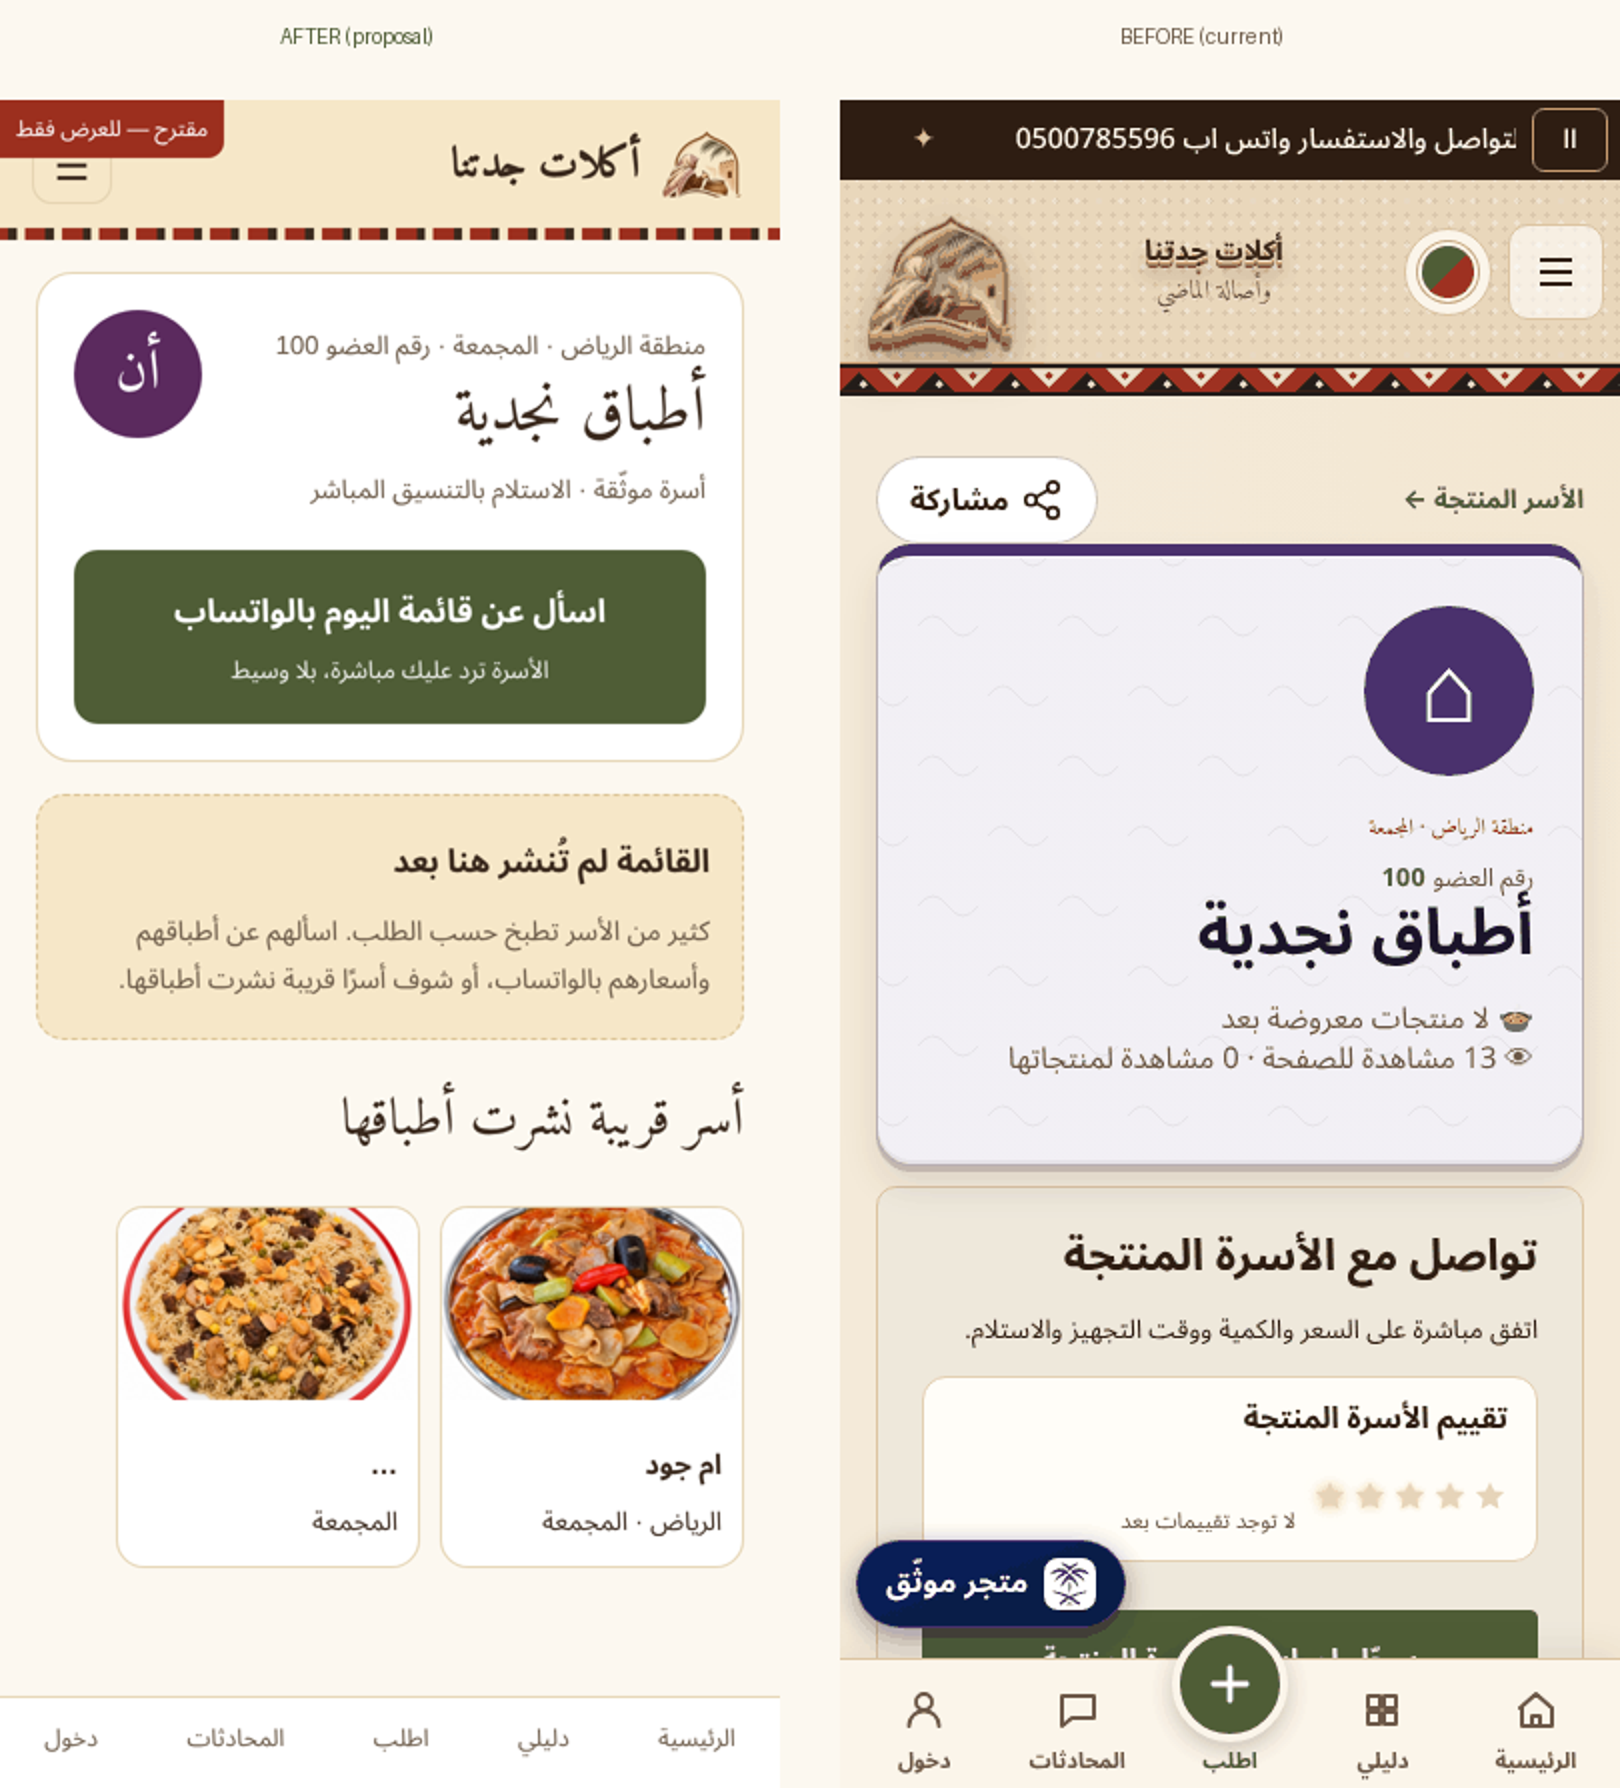 AFTER (proposal)
مقترح — للعرض فقط
أكلات جدتنا
منطقة الرياض · المجمعة · رقم العضو 100
أطباق نجدية
أن
أسرة موثّقة · الاستلام بالتنسيق المباشر
اسأل عن قائمة اليوم بالواتساب
الأسرة ترد عليك مباشرة، بلا وسيط
القائمة لم تُنشر هنا بعد
كثير من الأسر تطبخ حسب الطلب. اسألهم عن أطباقهم
وأسعارهم بالواتساب، أو شوف أسرًا قريبة نشرت أطباقها.
أسر قريبة نشرت أطباقها
ام جود
الرياض · المجمعة
...
المجمعة
الرئيسية
دليلي
اطلب
المحادثات
دخول
BEFORE (current)
لتواصل والاستفسار واتس اب 0500785596
أكلات جدتنا
وأصالة الماضي
الأسر المنتجة ←
مشاركة
منطقة الرياض · المجمعة
رقم العضو 100
أطباق نجدية
لا منتجات معروضة بعد
13 مشاهدة للصفحة · 0 مشاهدة لمنتجاتها
تواصل مع الأسرة المنتجة
اتفق مباشرة على السعر والكمية ووقت التجهيز والاستلام.
تقييم الأسرة المنتجة
لا توجد تقييمات بعد
متجر موثّق
الرئيسية
دليلي
اطلب
المحادثات
دخول